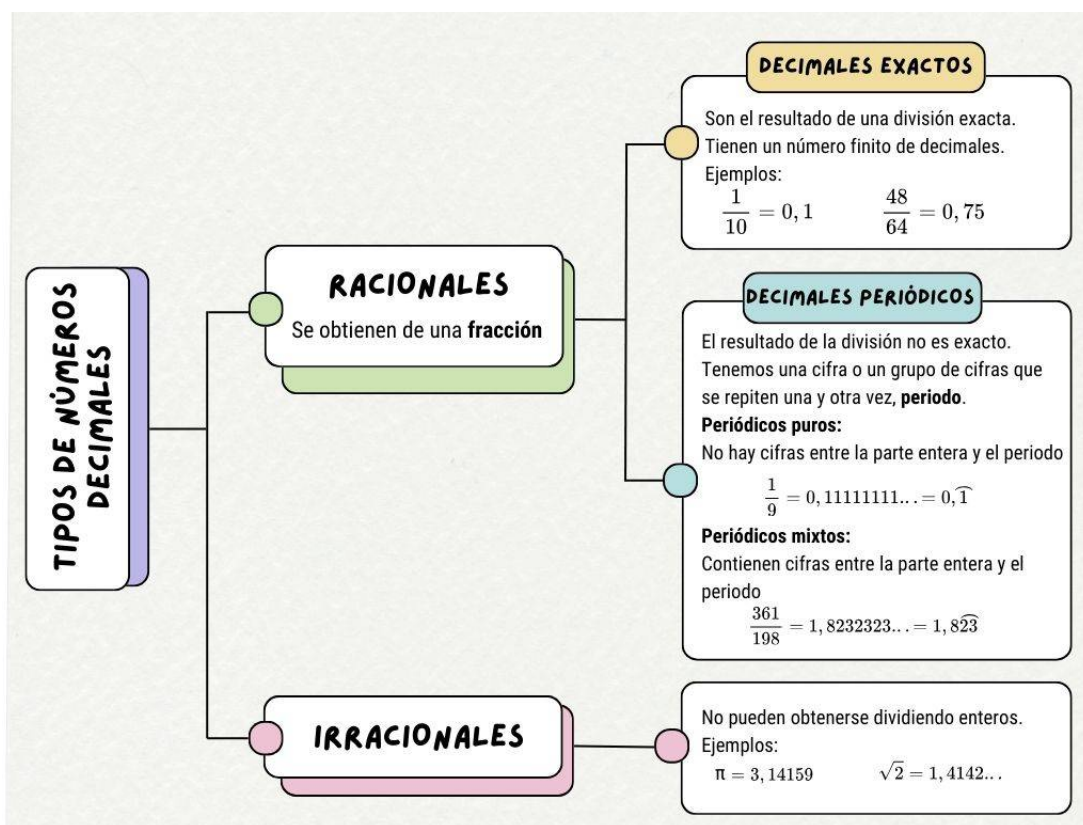 TIPOS DE NÚMEROS
DECIMALES
RACIONALES
Se obtienen de una fracción
DECIMALES EXACTOS
Son el resultado de una división exacta.
Tienen un número finito de decimales.
Ejemplos:
1/10 = 0, 1    48/64 = 0, 75
DECIMALES PERIÓDICOS
El resultado de la división no es exacto.
Tenemos una cifra o un grupo de cifras que
se repiten una y otra vez, periodo.
Periódicos puros:
No hay cifras entre la parte entera y el periodo
1/9 = 0, 11111111... = 0, 1͡
Periódicos mixtos:
Contienen cifras entre la parte entera y el
periodo
361/198 = 1, 8232323... = 1, 82͡3
IRRACIONALES
No pueden obtenerse dividiendo enteros.
Ejemplos:
π = 3, 14159    √2 = 1, 4142...